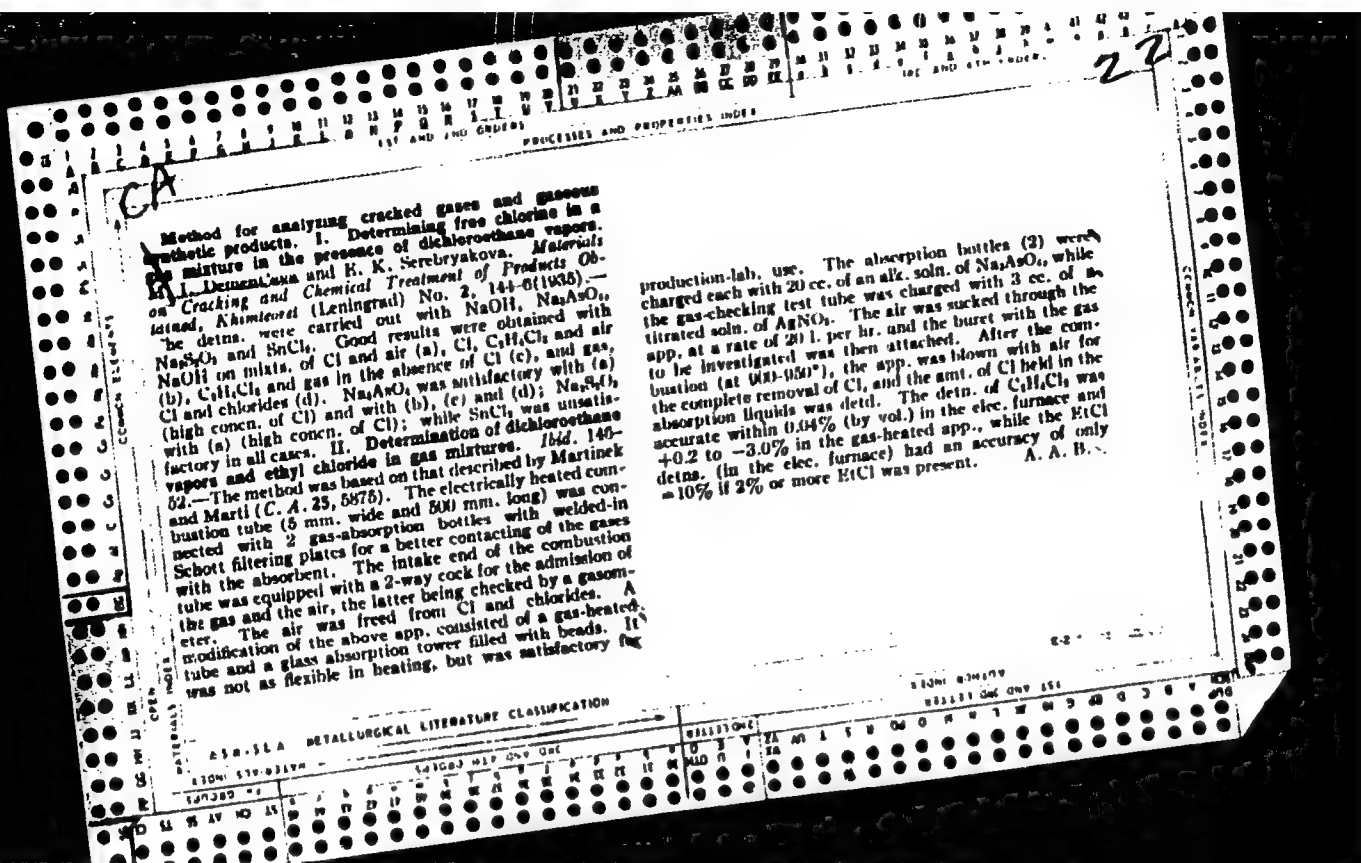 22
CA
1ST AND 2ND ORDERS
PROCESSES AND PROPERTIES INDEX
Method for analyzing cracked gases and gaseous
synthetic products. I. Determining free chlorine in a
gas mixture in the presence of dichloroethane vapors.
and E. K. Serebryakova. Materials
on Cracking and Chemical Treatment of Products Ob-
tained, Khimteoret (Leningrad) No. 2, 144-6(1935).—
The detns. were carried out with NaOH, Na₃AsO₃,
Na₂S₂O₃ and SnCl₂. Good results were obtained with
NaOH on mixts. of Cl and air (a), Cl, C₂H₄Cl₂ and air
(b), C₂H₄Cl₂ and gas in the absence of Cl (c), and gas,
Cl and chlorides (d). Na₃AsO₃ was satisfactory with (a)
(high concn. of Cl) and with (b), (c) and (d); Na₂S₂O₃
with (a) (high concn. of Cl); while SnCl₂ was unsatis-
factory in all cases. II. Determination of dichloroethane
vapors and ethyl chloride in gas mixtures. Ibid. 146-
52.—The method was based on that described by Martinek
and Marti (C. A. 25, 5875). The electrically heated com-
bustion tube (5 mm. wide and 500 mm. long) was con-
nected with 2 gas-absorption bottles with welded-in
Schott filtering plates for a better contacting of the gases
with the absorbent. The intake end of the combustion
tube was equipped with a 2-way cock for the admission of
the gas and the air, the latter being checked by a gasom-
eter. The air was freed from Cl and chlorides. A
modification of the above app. consisted of a gas-heated
tube and a glass absorption tower filled with beads. It
was not as flexible in heating, but was satisfactory for
production-lab. use. The absorption bottles (2) were
charged each with 20 cc. of an alk. soln. of Na₃AsO₃, while
the gas-checking test tube was charged with 3 cc. of a
titrated soln. of AgNO₃. The air was sucked through the
app. at a rate of 20 l. per hr. and the buret with the gas
to be investigated was then attached. After the com-
bustion (at 900-950°), the app. was blown with air for
the complete removal of Cl, and the amt. of Cl held in the
absorption liquids was detd. The detn. of C₂H₄Cl₂ was
accurate within 0.04% (by vol.) in the elec. furnace and
+0.2 to -3.0% in the gas-heated app., while the EtCl
detns. (in the elec. furnace) had an accuracy of only
=10% if 2% or more EtCl was present. A. A. B.
ASM-SLA METALLURGICAL LITERATURE CLASSIFICATION